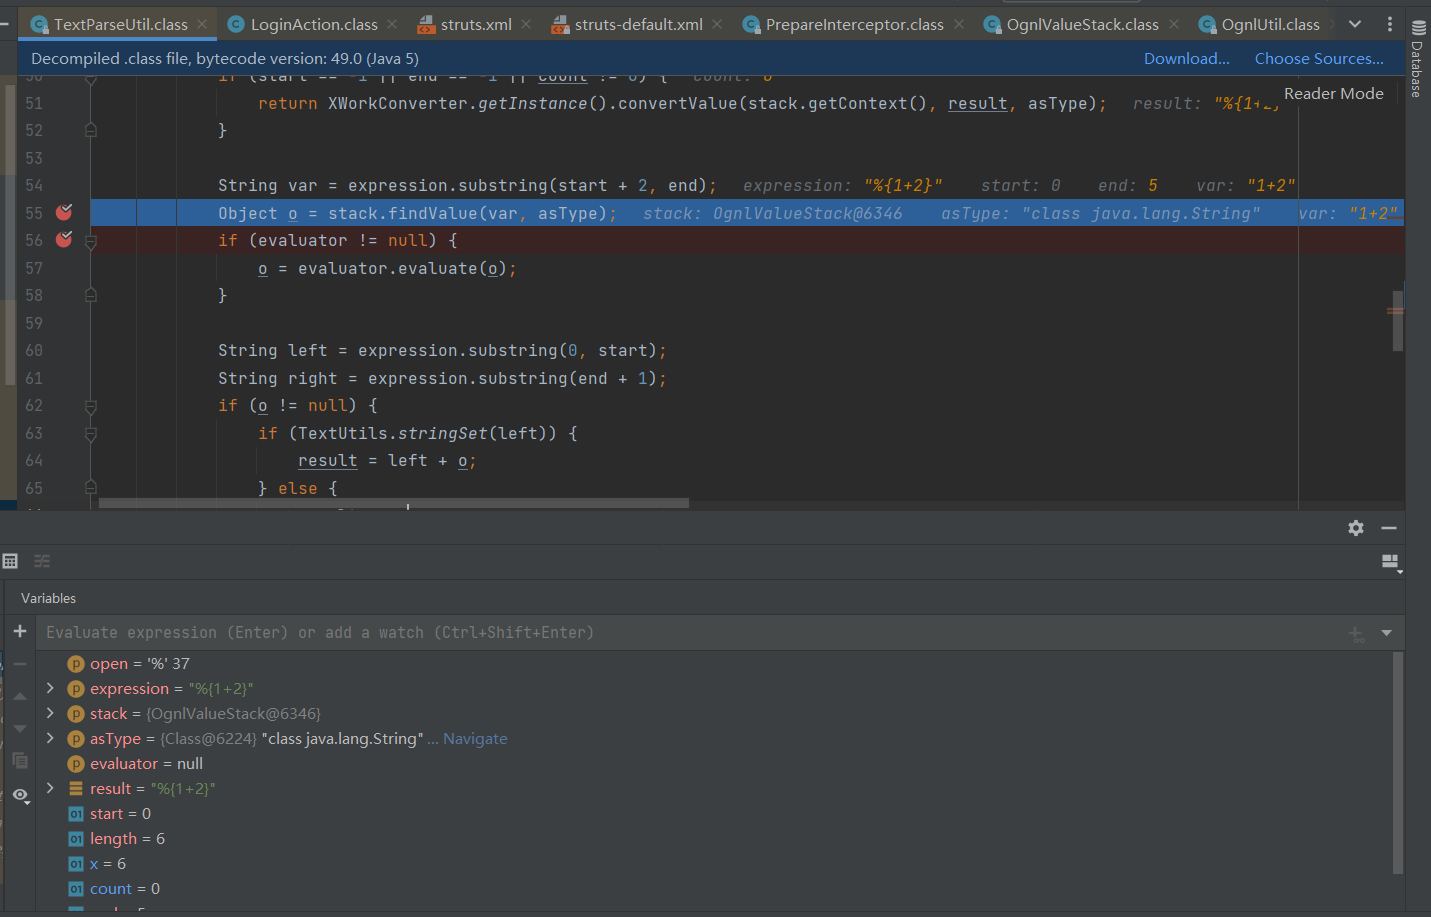 TextParseUtil.class LoginAction.class struts.xml struts-default.xml PrepareInterceptor.class OgnlValueStack.class OgnlUtil.class
Decompiled .class file, bytecode version: 49.0 (Java 5) Download... Choose Sources...
Database
Reader Mode
50 if (start == -1 || end == -1 || count != 0) { count: 0
51 return XWorkConverter.getInstance().convertValue(stack.getContext(), result, asType); result: "%{1+2}
52 }
53
54 String var = expression.substring(start + 2, end); expression: "%{1+2}" start: 0 end: 5 var: "1+2"
55 Object o = stack.findValue(var, asType); stack: OgnlValueStack@6346 asType: "class java.lang.String" var: "1+2"
56 if (evaluator != null) {
57 o = evaluator.evaluate(o);
58 }
59
60 String left = expression.substring(0, start);
61 String right = expression.substring(end + 1);
62 if (o != null) {
63 if (TextUtils.stringSet(left)) {
64 result = left + o;
65 } else {
Variables
Evaluate expression (Enter) or add a watch (Ctrl+Shift+Enter)
p open = '%' 37
p expression = "%{1+2}"
p stack = {OgnlValueStack@6346}
p asType = {Class@6224} "class java.lang.String" ... Navigate
p evaluator = null
result = "%{1+2}"
01 start = 0
01 length = 6
01 x = 6
01 count = 0